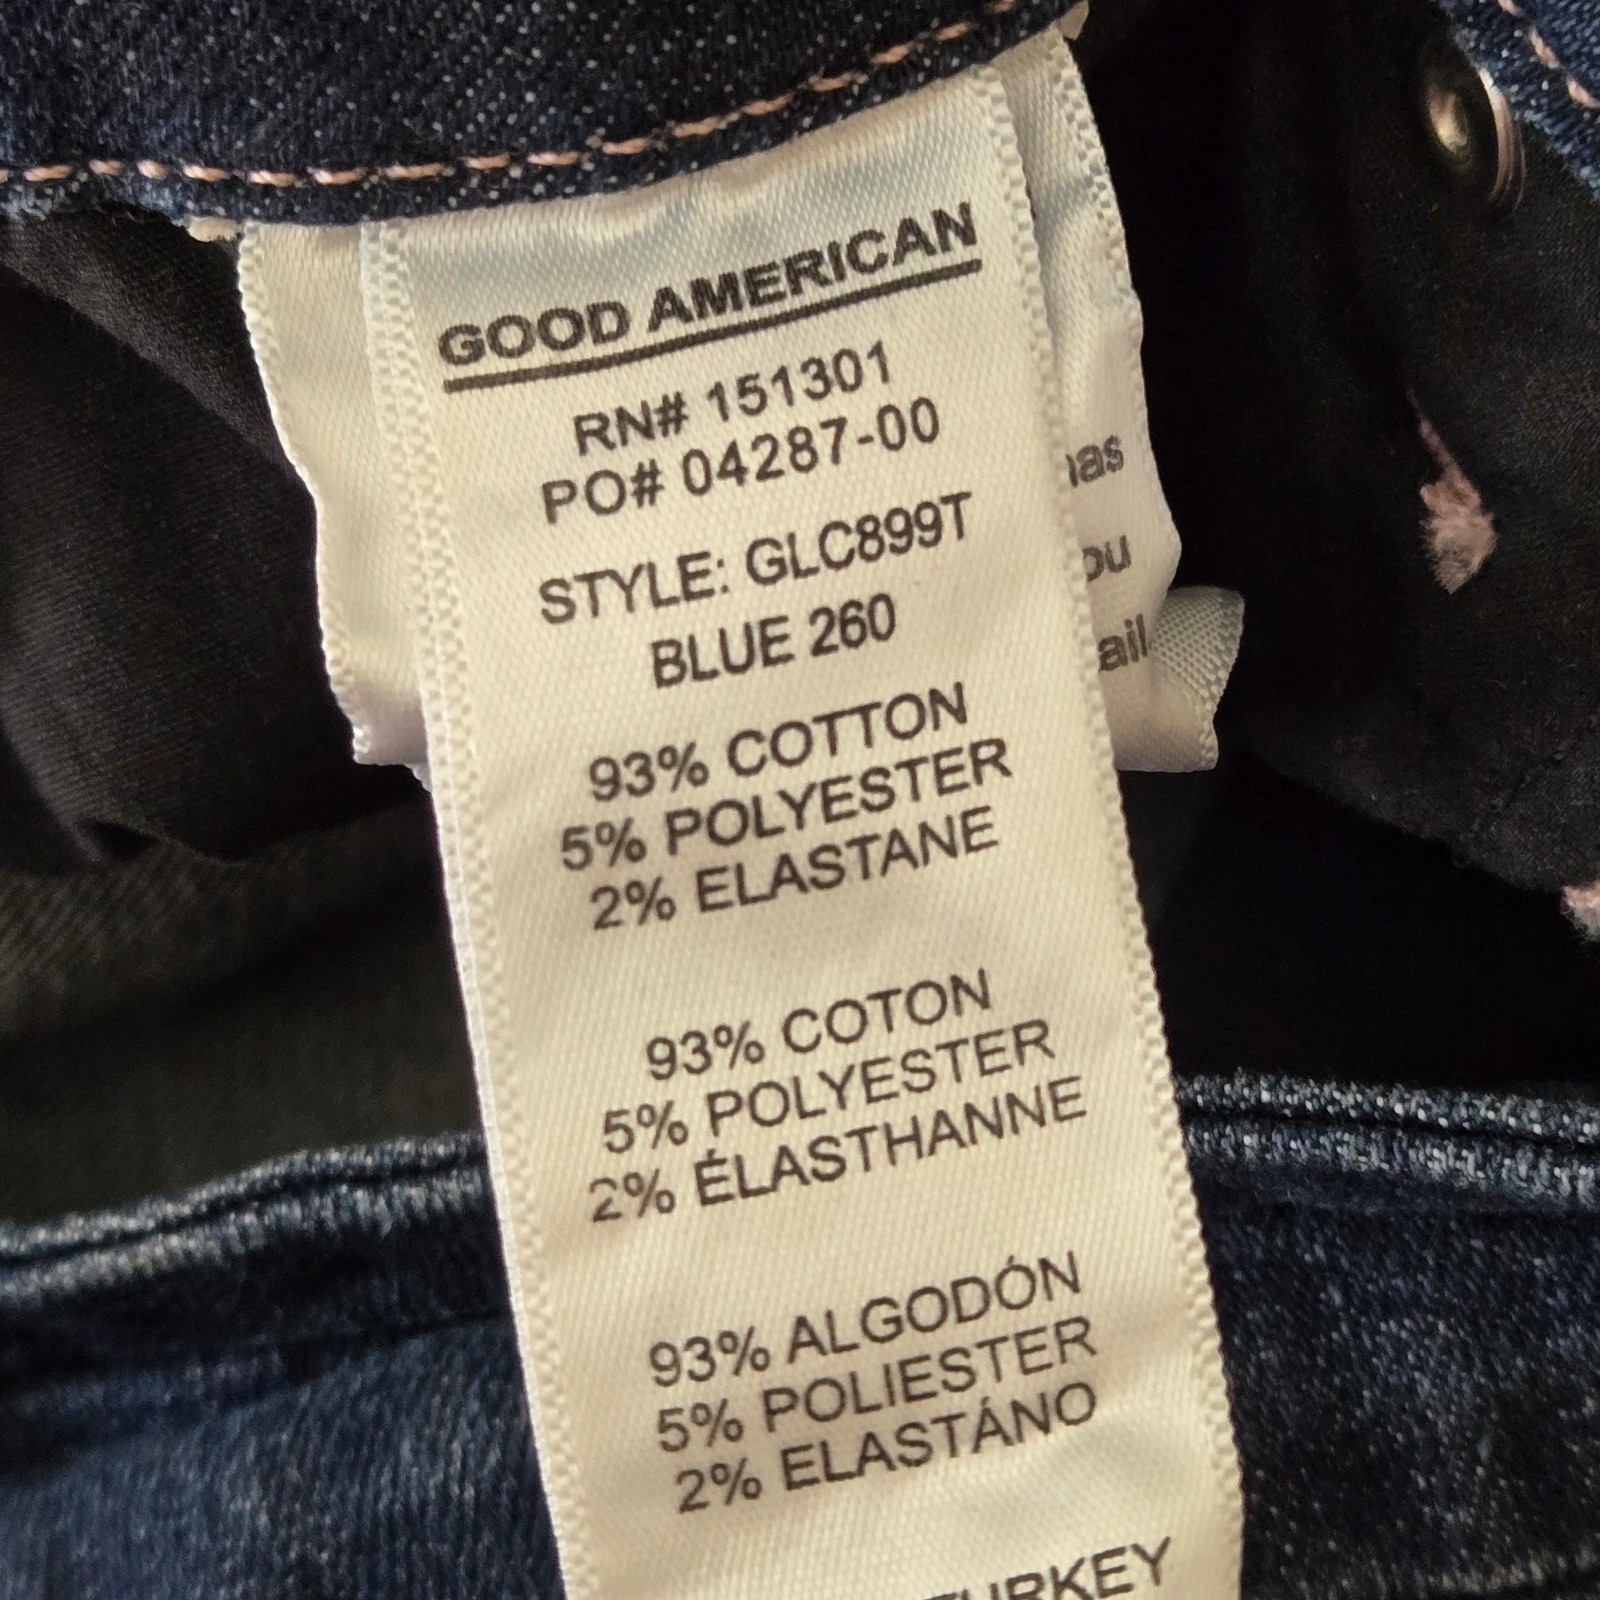 GOOD AMERICAN
RN# 151301
PO# 04287-00
STYLE: GLC899T
BLUE 260
93% COTTON
5% POLYESTER
2% ELASTANE
93% COTON
5% POLYESTER
2% ÉLASTHANNE
93% ALGODÓN
5% POLIESTER
2% ELASTÁNO
TURKEY